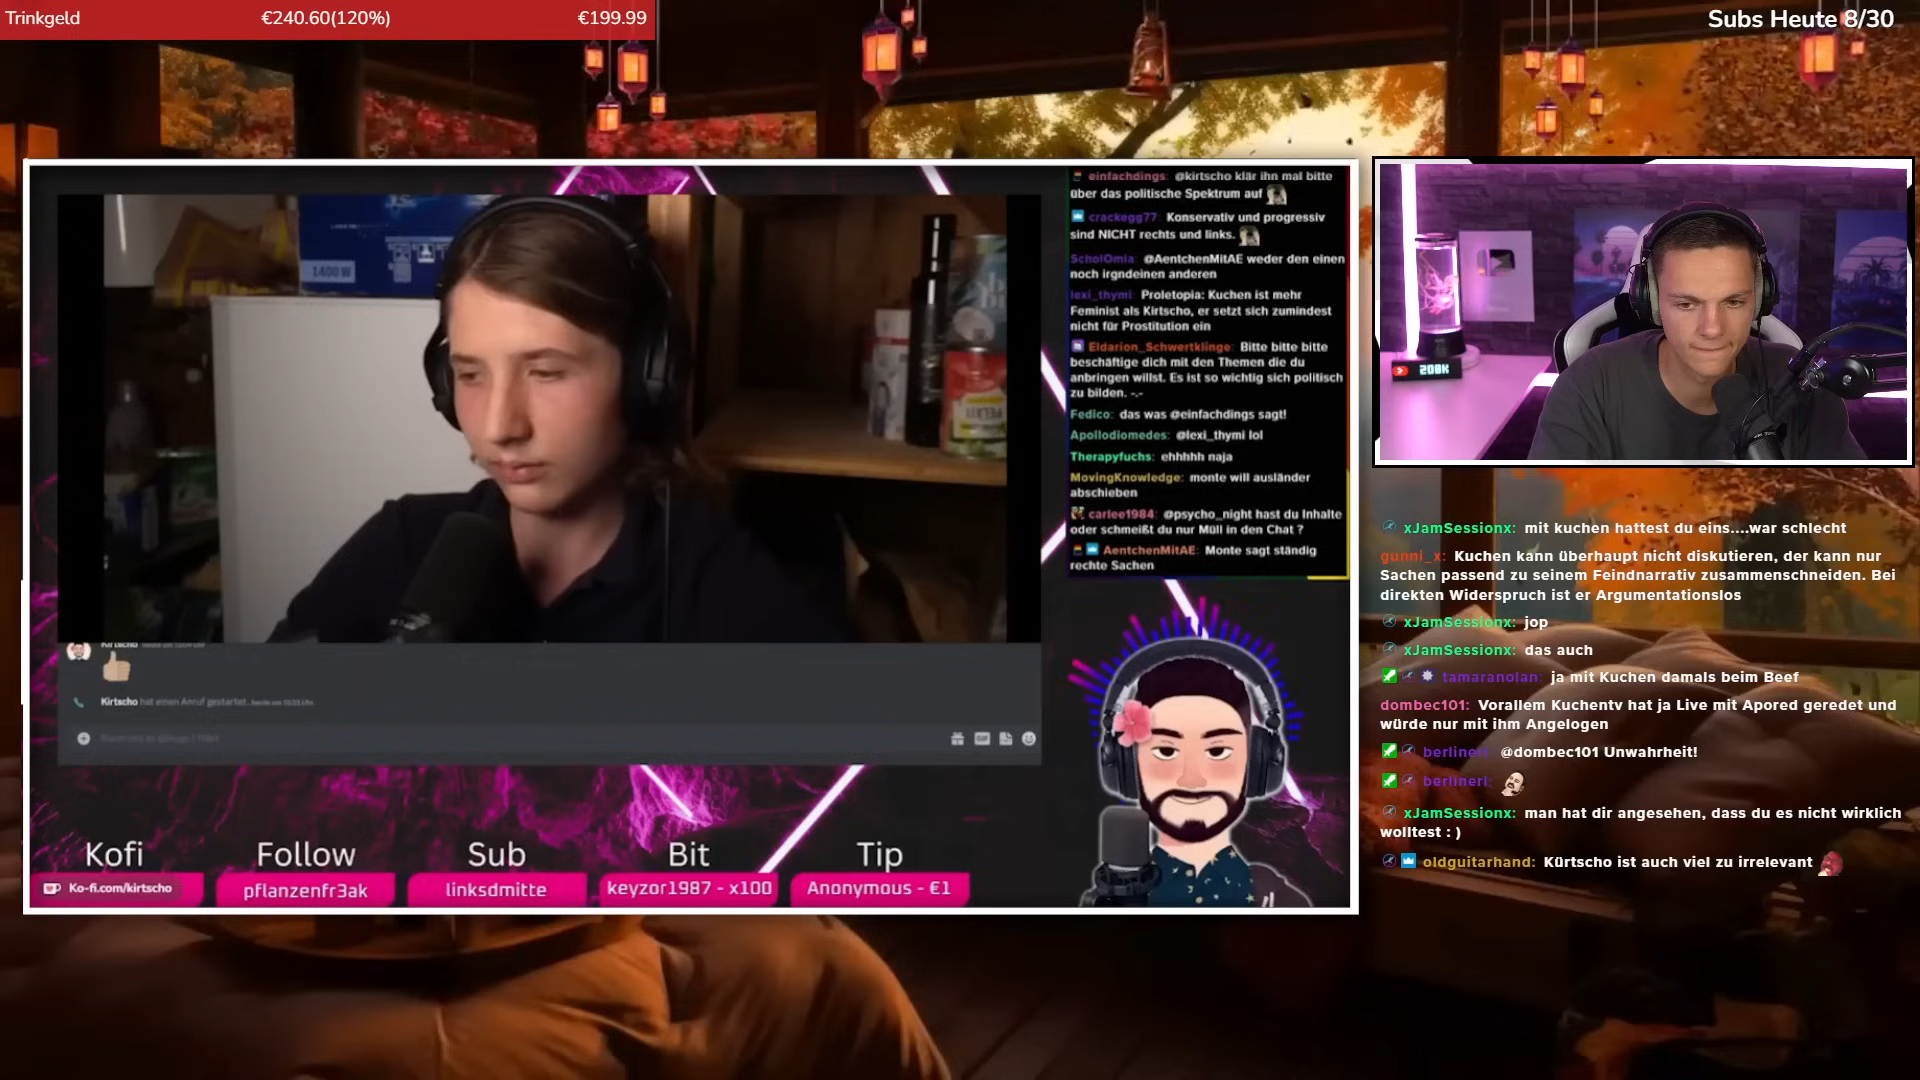 Trinkgeld €240.60(120%) €199.99
Subs Heute 8/30
1400 W
einfachdings: @kirtscho klär ihn mal bitte
über das politische Spektrum auf
crackegg77: Konservativ und progressiv
sind NICHT rechts und links.
ScholOmia: @AentchenMitAE weder den einen
noch irgndeinen anderen
lexi_thymi: Proletopia: Kuchen ist mehr
Feminist als Kirtscho, er setzt sich zumindest
nicht für Prostitution ein
Eldarion_Schwertklinge: Bitte bitte bitte
beschäftige dich mit den Themen die du
anbringen willst. Es ist so wichtig sich politisch
zu bilden. -.-
Fedico: das was @einfachdings sagt!
Apollodiomedes: @lexi_thymi lol
Therapyfuchs: ehhhhh naja
MovingKnowledge: monte will ausländer
abschieben
carlee1984: @psycho_night hast du Inhalte
oder schmeißt du nur Müll in den Chat ?
AentchenMitAE: Monte sagt ständig
rechte Sachen
Kirtscho
Kirtscho hat einen Anruf gestartet.
GIF
Kofi
Follow
Sub
Bit
Tip
Ko-fi.com/kirtscho
pflanzenfr3ak
linksdmitte
keyzor1987 - x100
Anonymous - €1
208K
xJamSessionx: mit kuchen hattest du eins....war schlecht
gunni_x: Kuchen kann überhaupt nicht diskutieren, der kann nur
Sachen passend zu seinem Feindnarrativ zusammenschneiden. Bei
direkten Widerspruch ist er Argumentationslos
xJamSessionx: jop
xJamSessionx: das auch
tamaranolan: ja mit Kuchen damals beim Beef
dombec101: Vorallem Kuchentv hat ja Live mit Apored geredet und
würde nur mit ihm Angelogen
berlineri: @dombec101 Unwahrheit!
berlineri:
xJamSessionx: man hat dir angesehen, dass du es nicht wirklich
wolltest : )
oldguitarhand: Kürtscho ist auch viel zu irrelevant